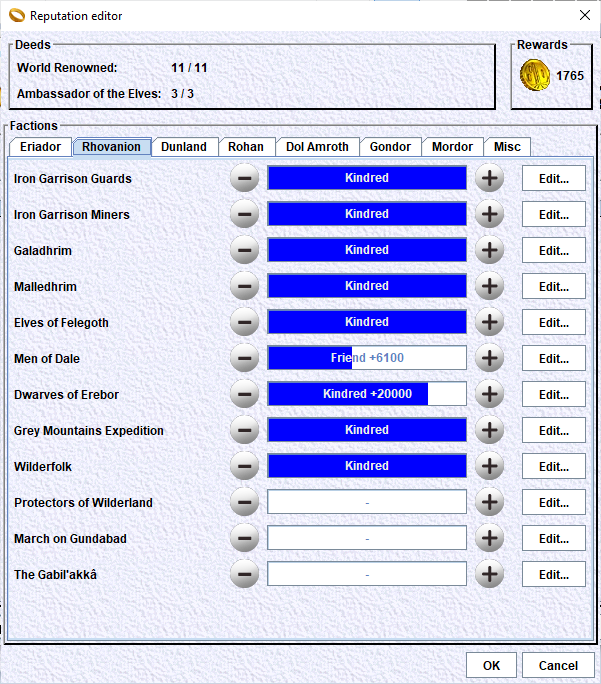 Reputation editor
Deeds
World Renowned: 11 / 11
Ambassador of the Elves: 3 / 3
Rewards
1765
Factions
Eriador Rhovanion Dunland Rohan Dol Amroth Gondor Mordor Misc
Iron Garrison Guards Kindred Edit...
Iron Garrison Miners Kindred Edit...
Galadhrim Kindred Edit...
Malledhrim Kindred Edit...
Elves of Felegoth Kindred Edit...
Men of Dale Friend +6100 Edit...
Dwarves of Erebor Kindred +20000 Edit...
Grey Mountains Expedition Kindred Edit...
Wilderfolk Kindred Edit...
Protectors of Wilderland - Edit...
March on Gundabad - Edit...
The Gabil'akkâ - Edit...
OK Cancel